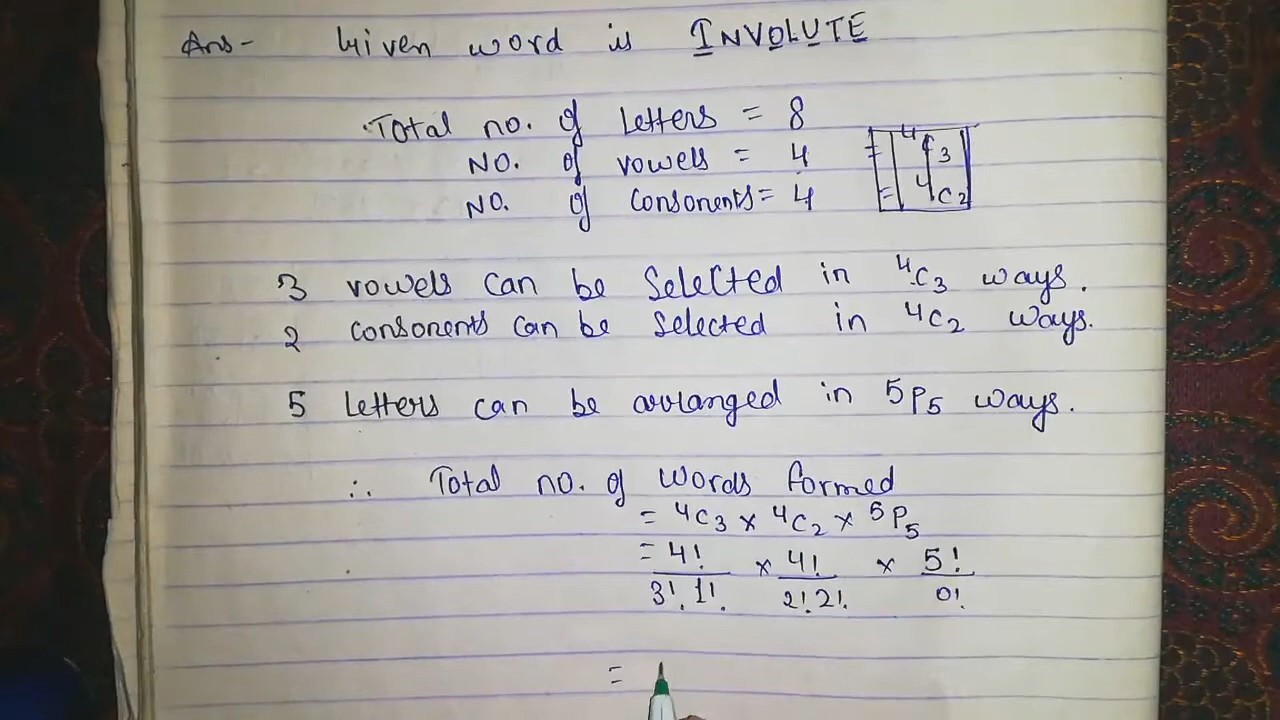 Ans- Given word is INVOLUTE
Total no. of Letters = 8
NO. of vowels = 4
= 4C3
NO. of consonents = 4
= 4C2
3 vowels can be Selected in 4C3 ways.
2 consonents can be selected in 4C2 ways.
5 Letters can be arranged in 5P5 ways.
∴ Total no. of words formed
= 4C3 × 4C2 × 5P5
= 4! × 4! × 5!
3!.1!. 2!2!. 0!
=